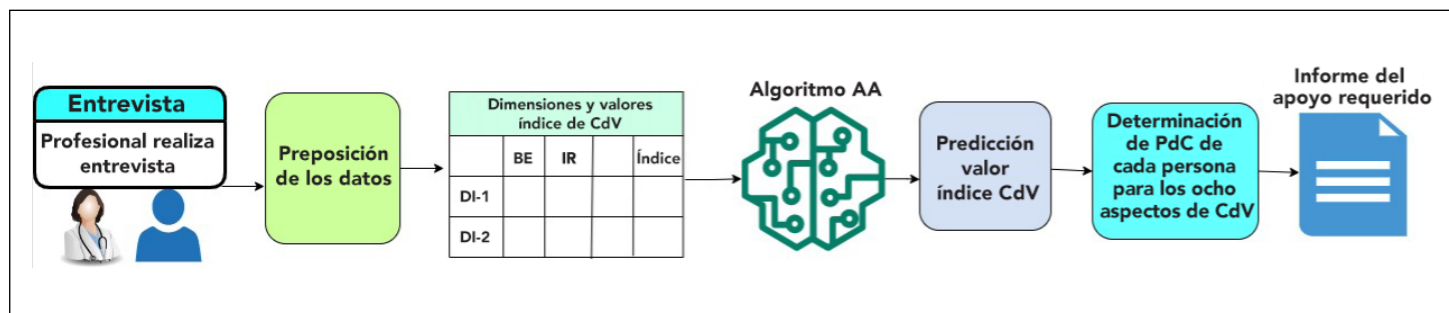 Entrevista
Profesional realiza
entrevista
Preposición
de los datos
Dimensiones y valores
índice de CdV
BE IR Índice
DI-1
DI-2
Algoritmo AA
Predicción
valor
índice CdV
Determinación
de PdC de
cada persona
para los ocho
aspectos de CdV
Informe del
apoyo requerido